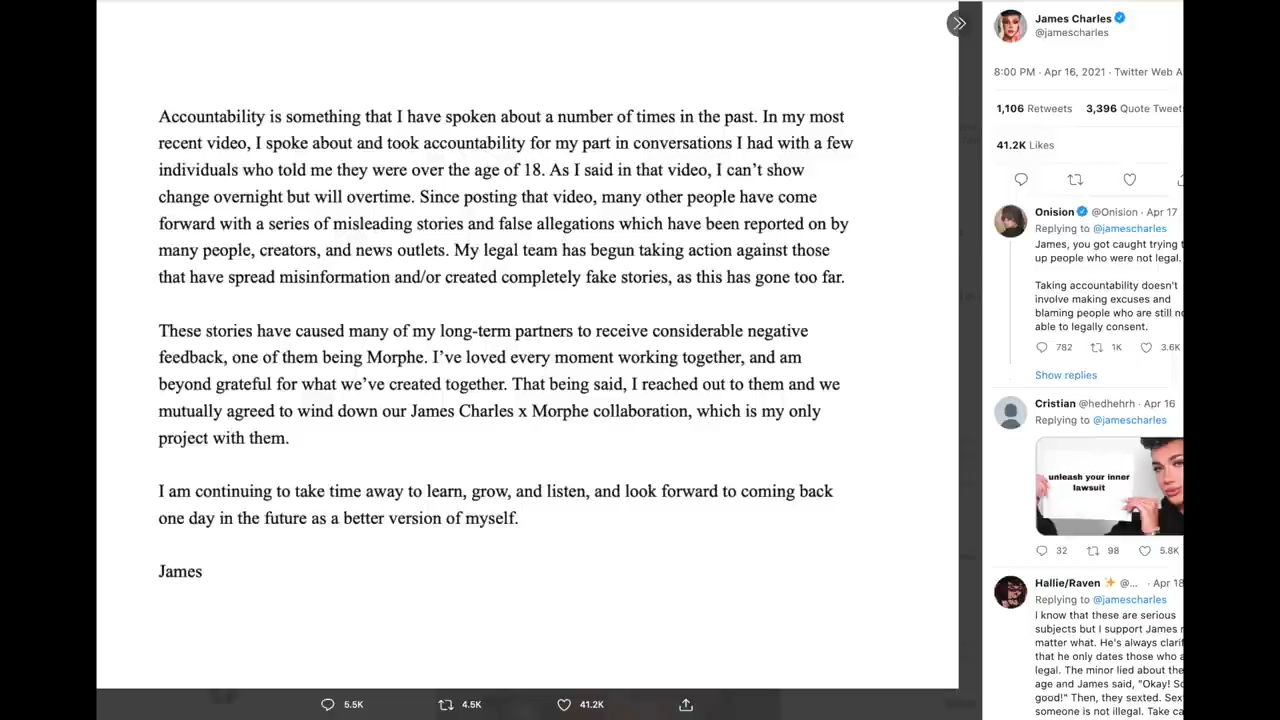 Accountability is something that I have spoken about a number of times in the past. In my most
recent video, I spoke about and took accountability for my part in conversations I had with a few
individuals who told me they were over the age of 18. As I said in that video, I can’t show
change overnight but will overtime. Since posting that video, many other people have come
forward with a series of misleading stories and false allegations which have been reported on by
many people, creators, and news outlets. My legal team has begun taking action against those
that have spread misinformation and/or created completely fake stories, as this has gone too far.
These stories have caused many of my long-term partners to receive considerable negative
feedback, one of them being Morphe. I’ve loved every moment working together, and am
beyond grateful for what we’ve created together. That being said, I reached out to them and we
mutually agreed to wind down our James Charles x Morphe collaboration, which is my only
project with them.
I am continuing to take time away to learn, grow, and listen, and look forward to coming back
one day in the future as a better version of myself.
James
5.5K 4.5K 41.2K
James Charles
@jamescharles
8:00 PM · Apr 16, 2021 · Twitter Web A
1,106 Retweets 3,396 Quote Tweet
41.2K Likes
Onision @Onision · Apr 17
Replying to @jamescharles
James, you got caught trying
up people who were not legal.
Taking accountability doesn't
involve making excuses and
blaming people who are still
able to legally consent.
782 1K 3.6K
Show replies
Cristian @hedhehrh · Apr 16
Replying to @jamescharles
unleash your inner
lawsuit
32 98 5.8K
Hallie/Raven @... · Apr 18
Replying to @jamescharles
I know that these are serious
subjects but I support James
matter what. He's always
that he only dates those who
legal. The minor lied about the
age and James said, "Okay!
good!" Then, they sexted.
someone is not illegal. Take